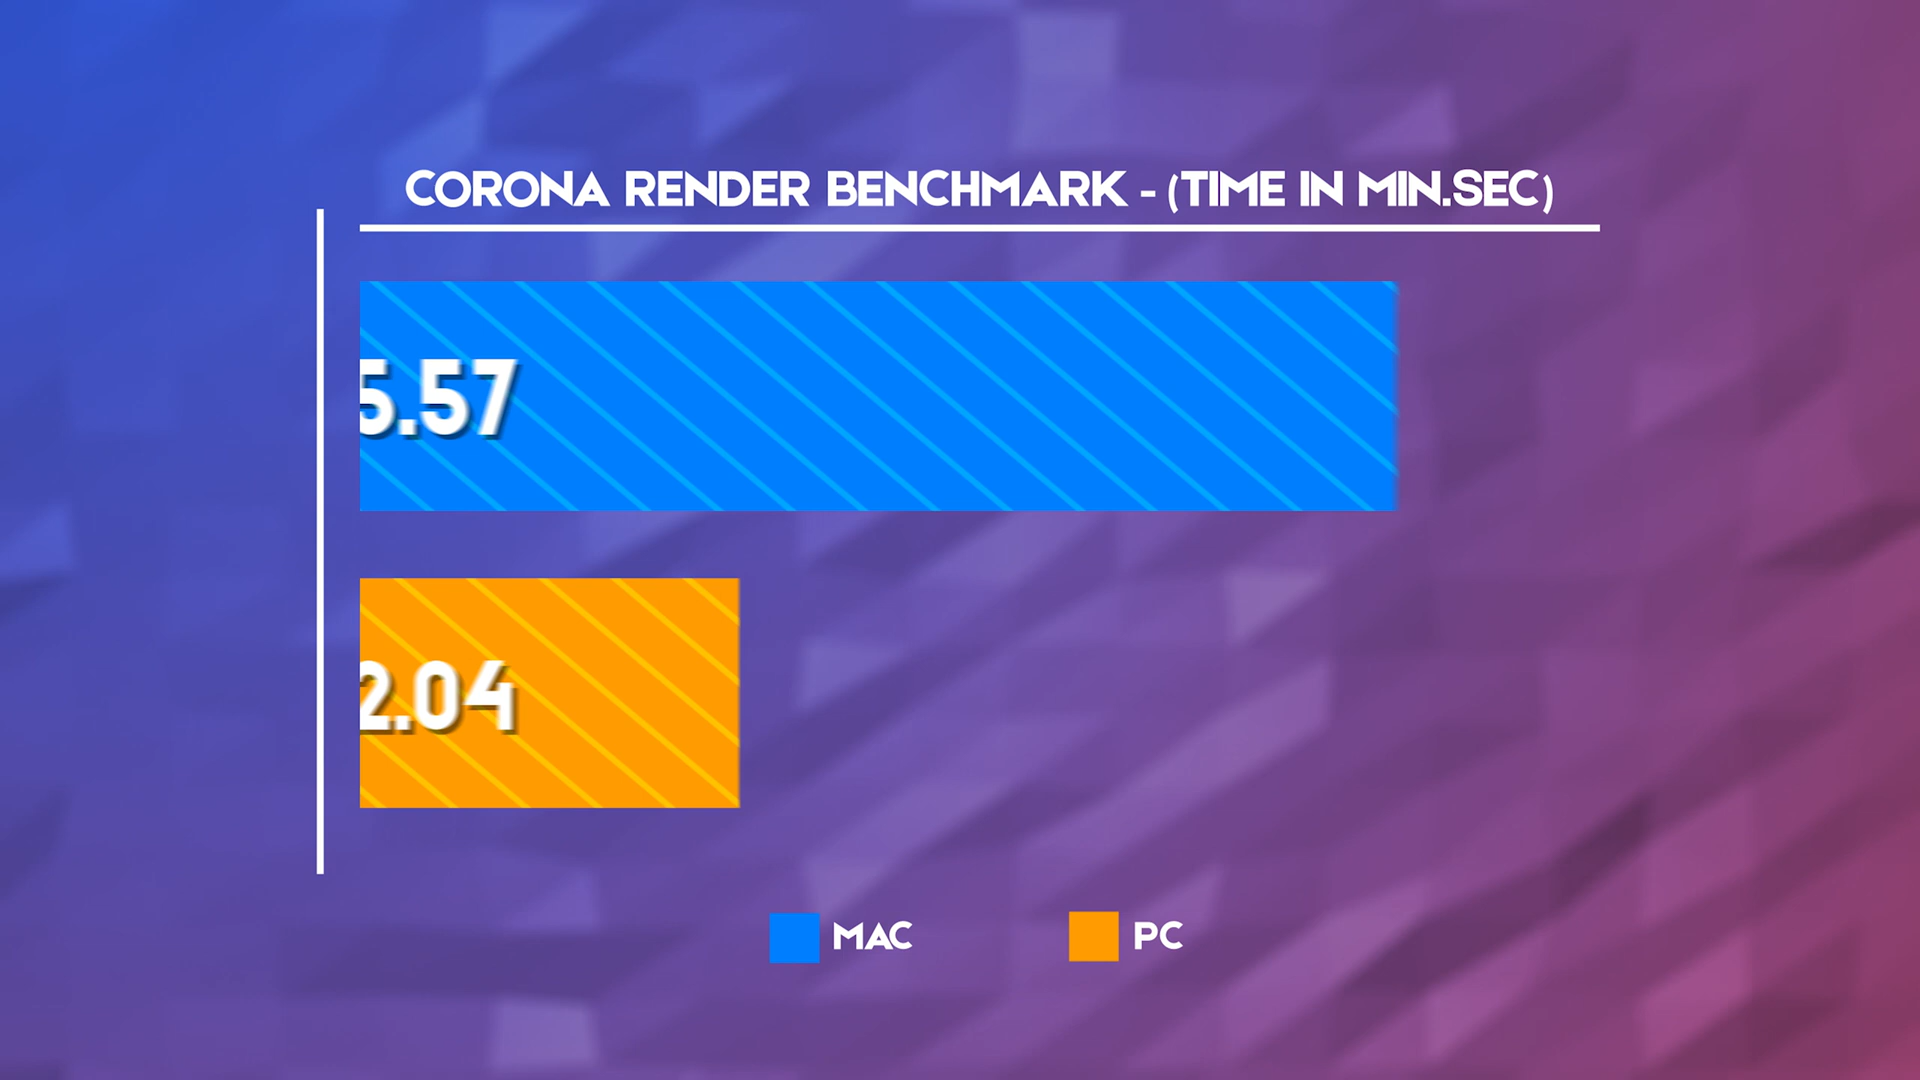 CORONA RENDER BENCHMARK - (TIME IN MIN.SEC)
5.57
2.04
MAC
PC